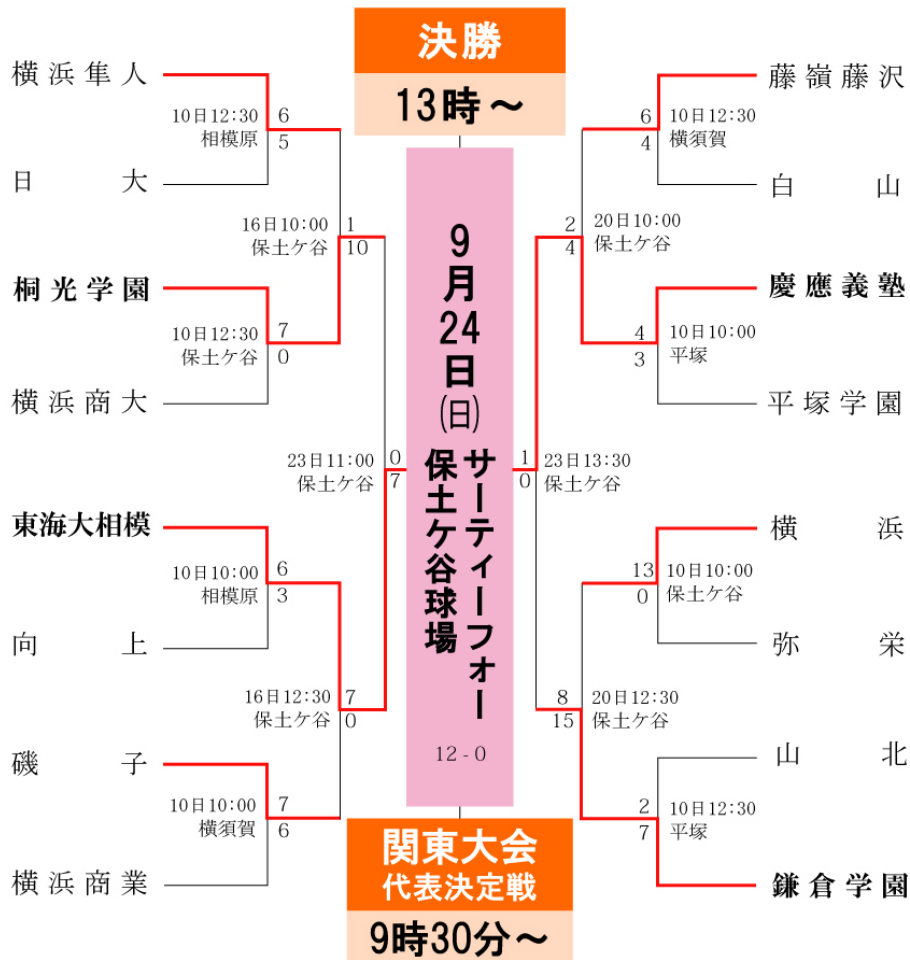 決勝
13時～
横浜隼人
10日12:30
相模原
6
5
日大
16日10:00
保土ケ谷
1
10
桐光学園
10日12:30
保土ケ谷
7
0
横浜商大
23日11:00
保土ケ谷
0
7
東海大相模
10日10:00
相模原
6
3
向上
16日12:30
保土ケ谷
7
0
磯子
10日10:00
横須賀
7
6
横浜商業
9月24日(日)
サーティーフォー
保土ケ谷球場
12-0
藤嶺藤沢
6
4
10日12:30
横須賀
白山
2
4
20日10:00
保土ケ谷
慶應義塾
4
3
10日10:00
平塚
平塚学園
1
0
23日13:30
保土ケ谷
横浜
13
0
10日10:00
保土ケ谷
弥栄
8
15
20日12:30
保土ケ谷
山北
2
7
10日12:30
平塚
鎌倉学園
関東大会
代表決定戦
9時30分～